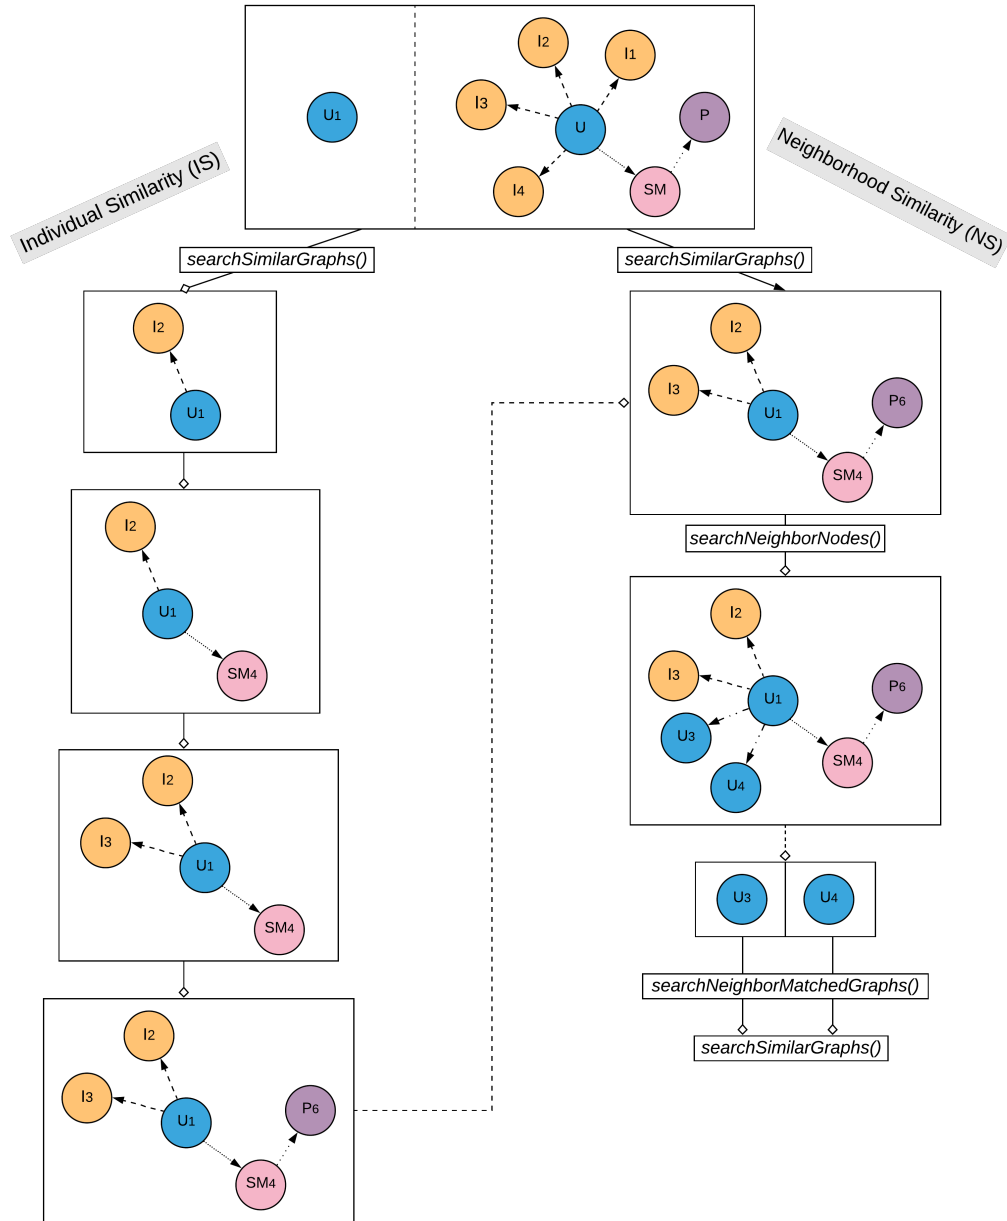 I2
I1
I3
U1
U
P
I4
SM
Individual Similarity (IS)
Neighborhood Similarity (NS)
searchSimilarGraphs()
searchSimilarGraphs()
I2
U1
I2
I3
U1
P6
SM4
I2
U1
SM4
searchNeighborNodes()
I2
I3
U1
P6
U3
SM4
U4
I2
I3
U1
SM4
U3
U4
searchNeighborMatchedGraphs()
searchSimilarGraphs()
I2
I3
U1
P6
SM4